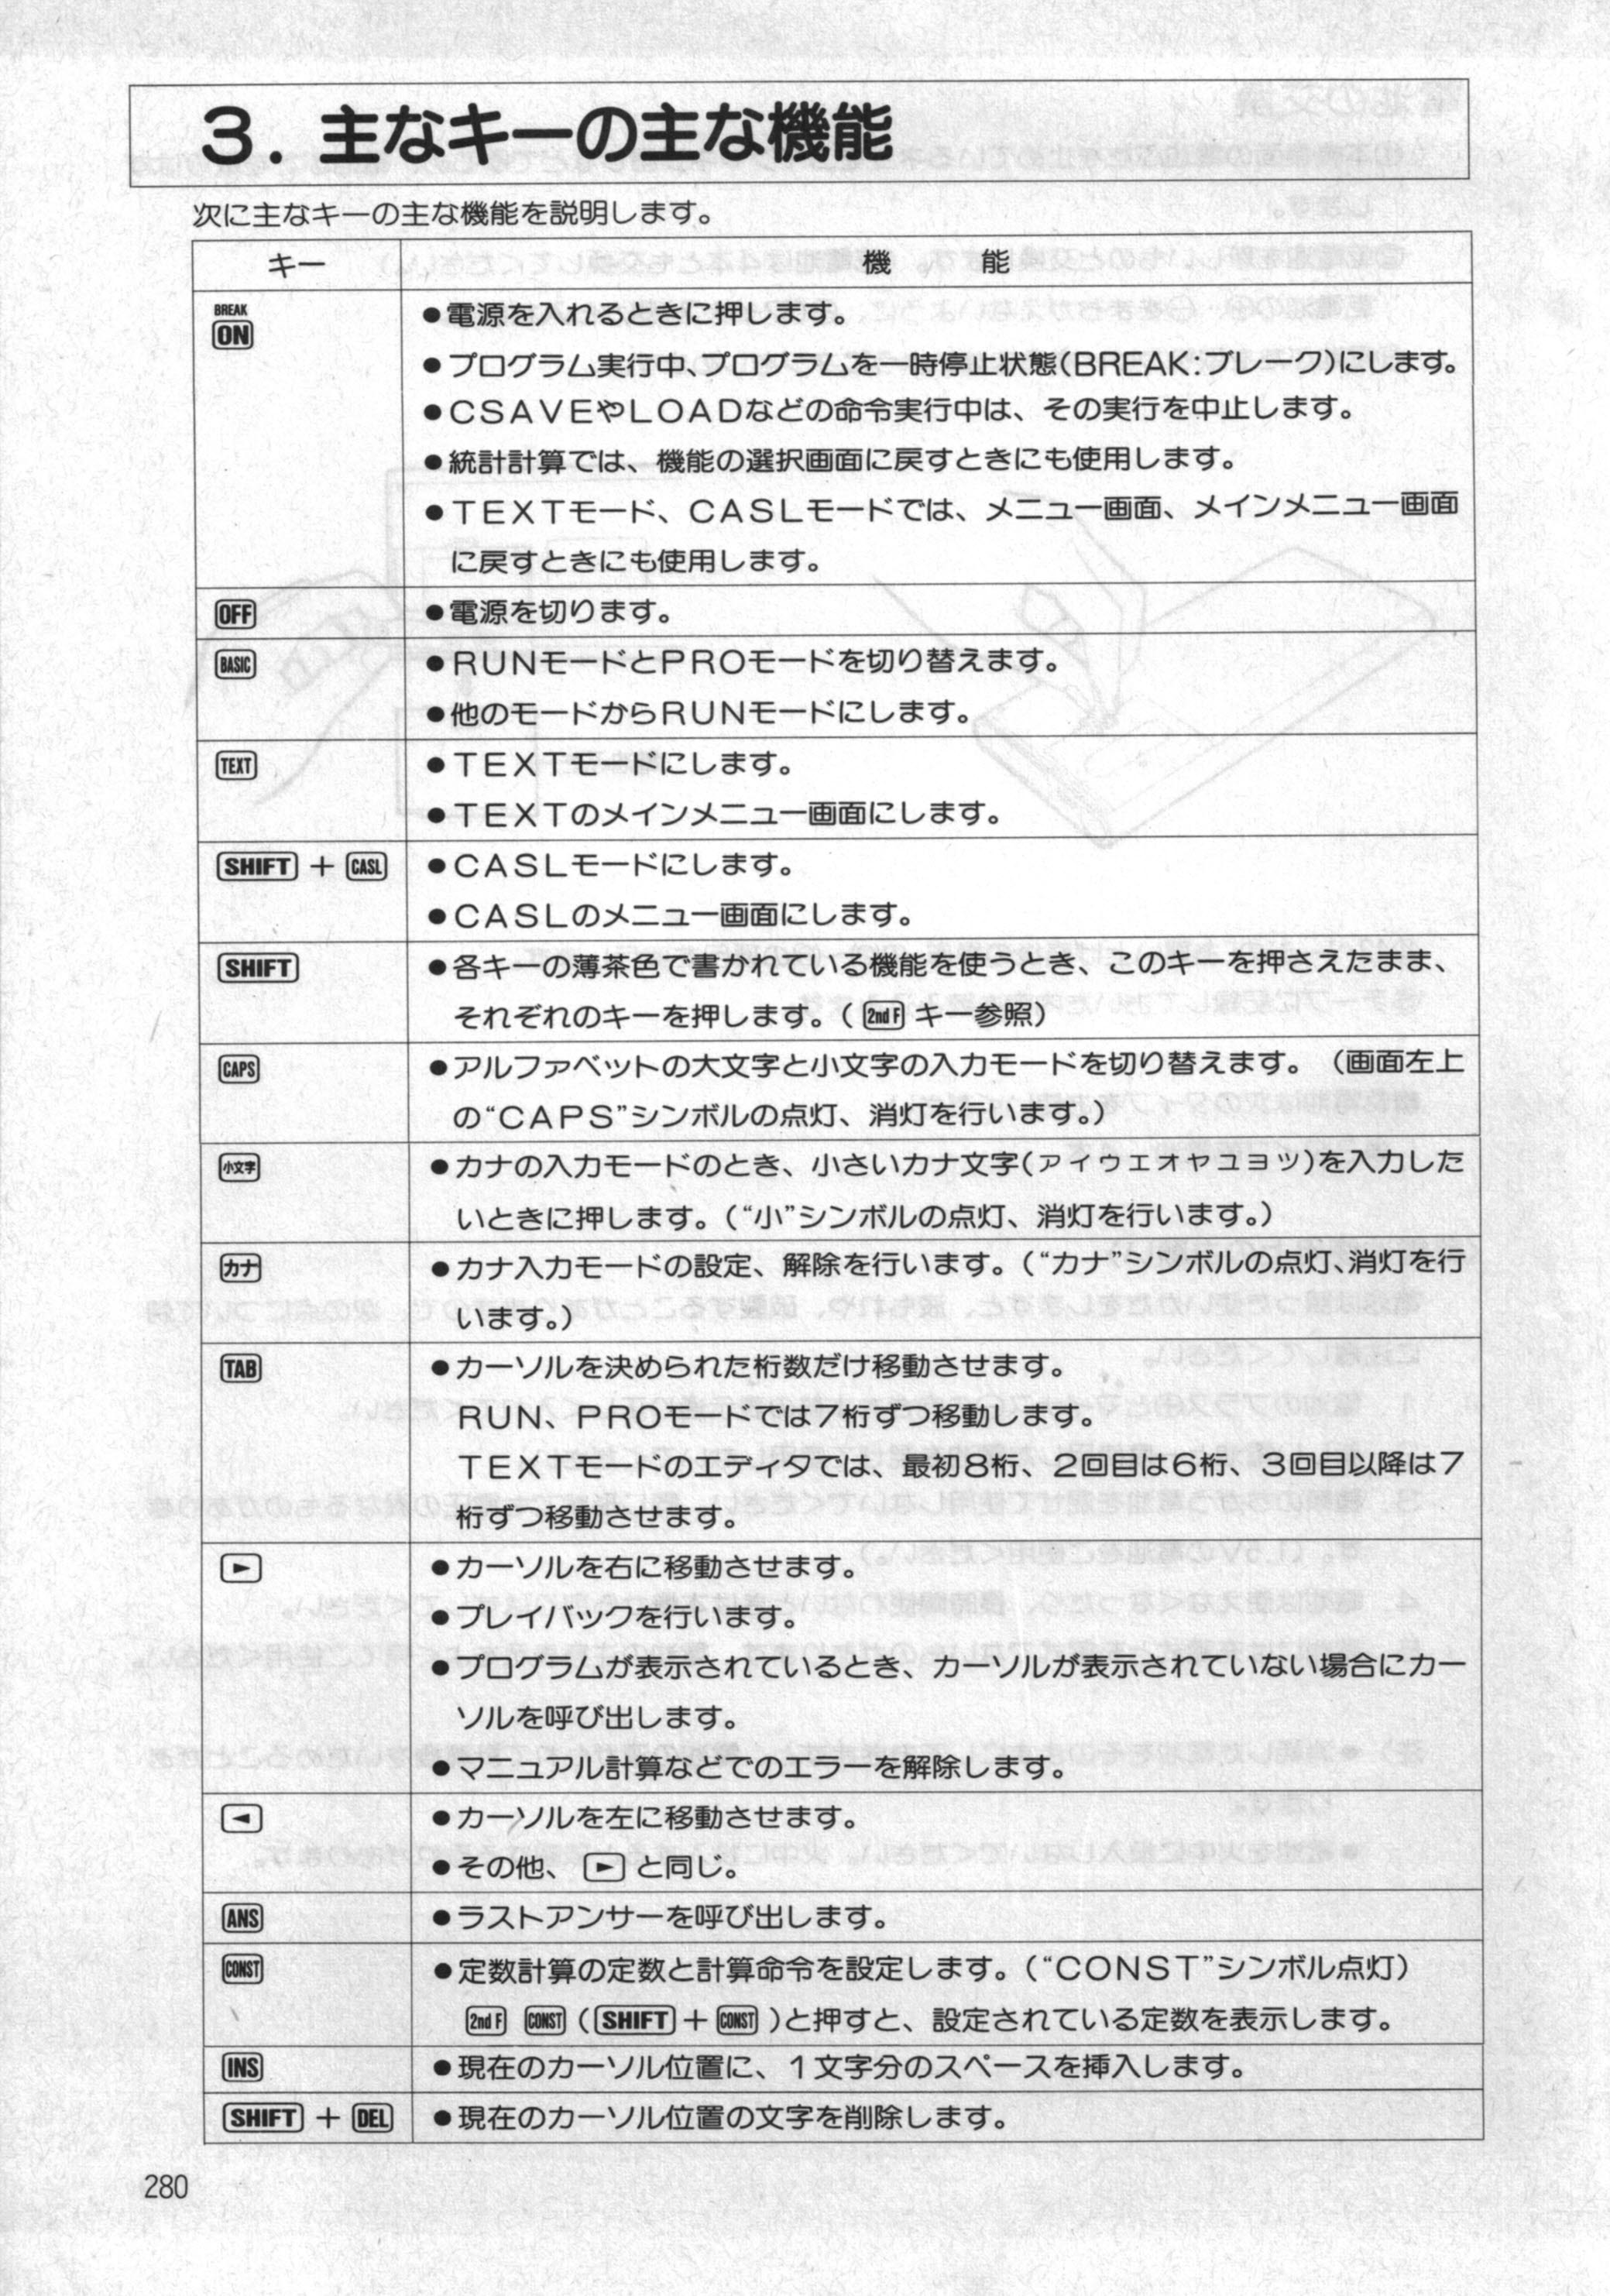 3. 主なキーの主な機能
次に主なキーの主な機能を説明します。
キー 機 能
BREAK
ON ●電源を入れるときに押します。
●プログラム実行中、プログラムを一時停止状態(BREAK:ブレーク)にします。
●CSAVEやLOADなどの命令実行中は、その実行を中止します。
●統計計算では、機能の選択画面に戻すときにも使用します。
●TEXTモード、CASLモードでは、メニュー画面、メインメニュー画面
に戻すときにも使用します。
OFF ●電源を切ります。
BASIC ●RUNモードとPROモードを切り替えます。
●他のモードからRUNモードにします。
TEXT ●TEXTモードにします。
●TEXTのメインメニュー画面にします。
SHIFT + CASL ●CASLモードにします。
●CASLのメニュー画面にします。
SHIFT ●各キーの薄茶色で書かれている機能を使うとき、このキーを押さえたまま、
それぞれのキーを押します。( 2nd F キー参照)
CAPS ●アルファベットの大文字と小文字の入力モードを切り替えます。(画面左上
の“CAPS”シンボルの点灯、消灯を行います。)
小文字 ●カナの入力モードのとき、小さいカナ文字(ァィゥェォャュョッ)を入力した
いときに押します。(“小”シンボルの点灯、消灯を行います。)
カナ ●カナ入力モードの設定、解除を行います。(“カナ”シンボルの点灯、消灯を行
います。)
TAB ●カーソルを決められた桁数だけ移動させます。
RUN、PROモードでは7桁ずつ移動します。
TEXTモードのエディタでは、最初8桁、2回目は6桁、3回目以降は7
桁ずつ移動させます。
► ●カーソルを右に移動させます。
●プレイバックを行います。
●プログラムが表示されているとき、カーソルが表示されていない場合にカー
ソルを呼び出します。
●マニュアル計算などでのエラーを解除します。
◄ ●カーソルを左に移動させます。
●その他、 ► と同じ。
ANS ●ラストアンサーを呼び出します。
CONST ●定数計算の定数と計算命令を設定します。(“CONST”シンボル点灯)
2nd F CONST (SHIFT + CONST )と押すと、設定されている定数を表示します。
INS ●現在のカーソル位置に、1文字分のスペースを挿入します。
SHIFT + DEL ●現在のカーソル位置の文字を削除します。
280